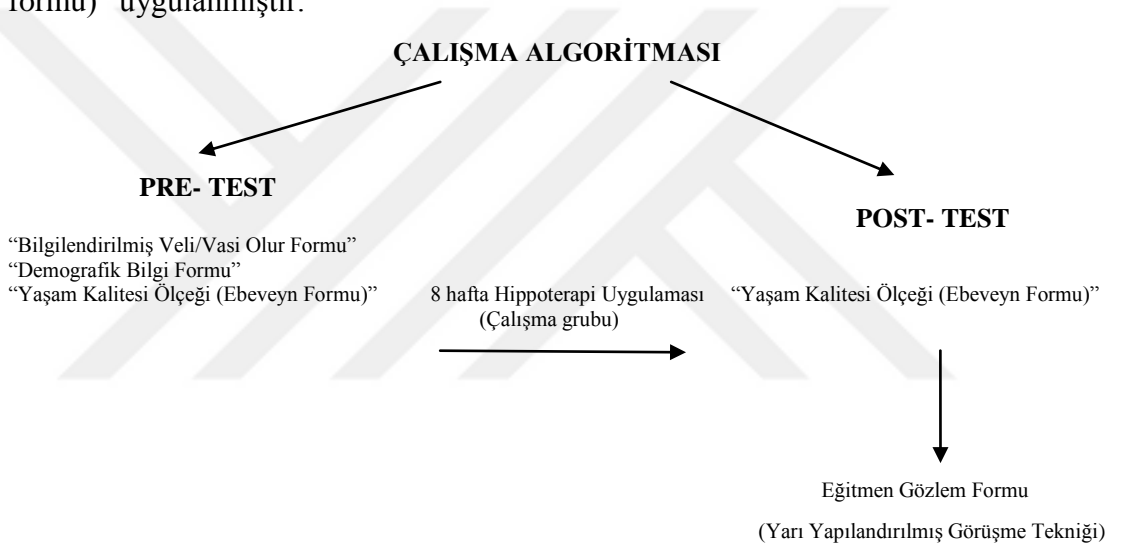 formu)” uygulanmıştır.
ÇALIŞMA ALGORİTMASI
PRE- TEST
“Bilgilendirilmiş Veli/Vasi Olur Formu”
“Demografik Bilgi Formu”
“Yaşam Kalitesi Ölçeği (Ebeveyn Formu)”
8 hafta Hippoterapi Uygulaması
(Çalışma grubu)
POST- TEST
“Yaşam Kalitesi Ölçeği (Ebeveyn Formu)”
Eğitmen Gözlem Formu
(Yarı Yapılandırılmış Görüşme Tekniği)